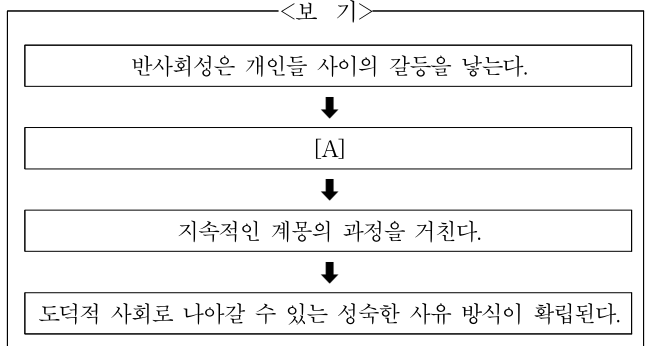 <보 기>
반사회성은 개인들 사이의 갈등을 낳는다.
[A]
지속적인 계몽의 과정을 거친다.
도덕적 사회로 나아갈 수 있는 성숙한 사유 방식이 확립된다.